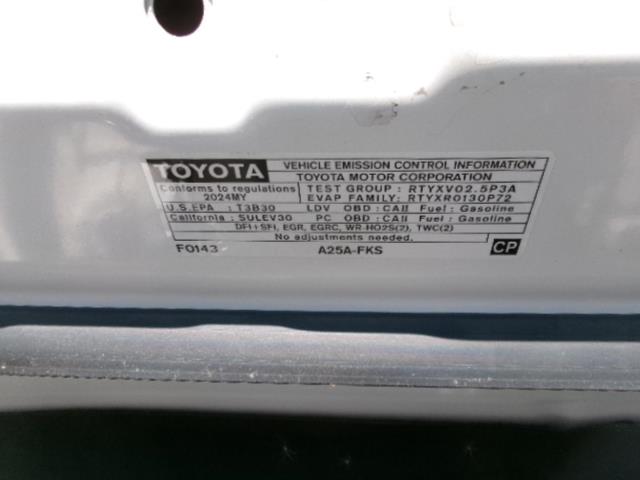 TOYOTA
VEHICLE EMISSION CONTROL INFORMATION
TOYOTA MOTOR CORPORATION
Conforms to regulations
2024MY
TEST GROUP : RTYXV02.5P3A
EVAP FAMILY: RTYXR0130P72
U.S.EPA : T3B30 LDV OBD:CAII Fuel: Gasoline
California: SULEV30 PC OBD:CAII Fuel: Gasoline
DFI+SFI, EGR, EGRC, WR-HO2S(2), TWC(2)
No adjustments needed.
F0143 A25A-FKS CP